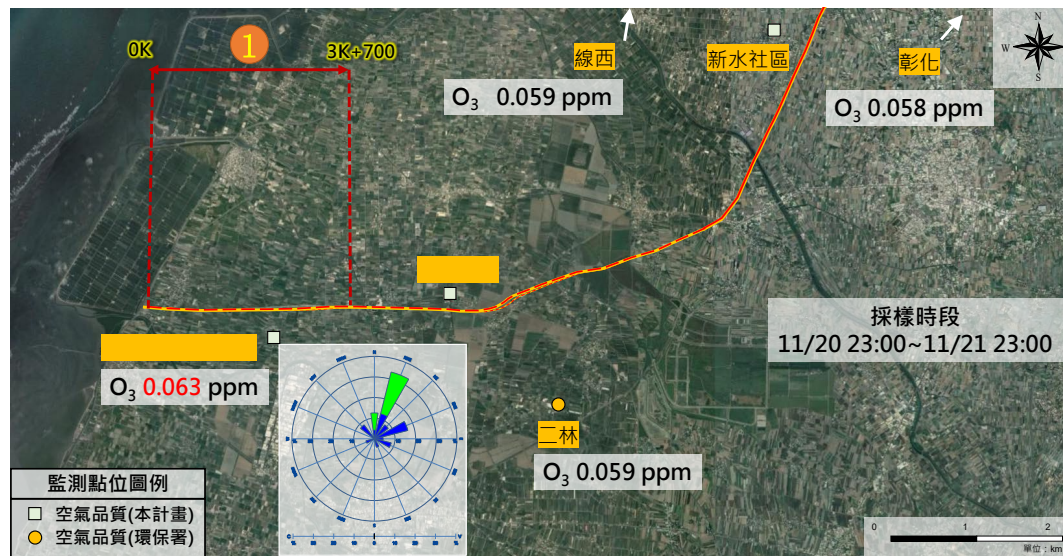 0K
1
3K+700
線西
新水社區
彰化
N
W
E
S
O₃ 0.059 ppm
O₃ 0.058 ppm
採樣時段
11/20 23:00~11/21 23:00
O₃ 0.063 ppm
二林
O₃ 0.059 ppm
監測點位圖例
空氣品質(本計畫)
空氣品質(環保署)
0 1 2
單位：km